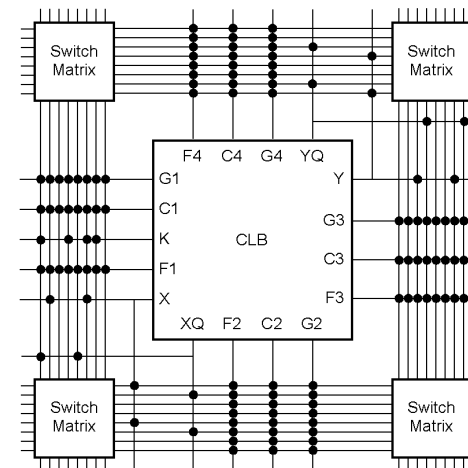 Switch
Matrix
Switch
Matrix
F4 C4 G4 YQ
G1 Y
C1 G3
K CLB C3
F1 F3
X
XQ F2 C2 G2
Switch
Matrix
Switch
Matrix